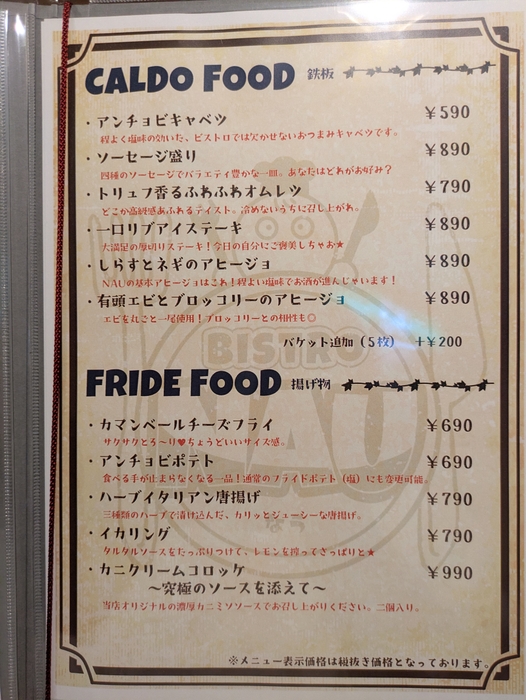 CALDO FOOD 鉄板
・アンチョビキャベツ ￥590
程よく塩味の効いた、ビストロでは欠かせないおつまみキャベツです。
・ソーセージ盛り ￥890
四種のソーセージでバラエティ豊かな一皿。あなたはどれがお好み？
・トリュフ香るふわふわオムレツ ￥790
どこか高級感あふれるテイスト。冷めないうちに召し上がれ。
・一口リブアイステーキ ￥890
大満足の厚切りステーキ！今日の自分にご褒美しちゃお★
・しらすとネギのアヒージョ ￥890
NAUの基本アヒージョはこれ！程よい塩味でお酒が進んじゃいます！
・有頭エビとブロッコリーのアヒージョ ￥890
エビを丸ごと一尾使用！ブロッコリーとの相性も◎
バケット追加（5枚） ＋￥200
BISTRO
NAU
なう
FRIDE FOOD 揚げ物
・カマンベールチーズフライ ￥690
サクサクとろ～り♥ちょうどいいサイズ感。
・アンチョビポテト ￥690
食べる手が止まらなくなる一品！通常のフライドポテト（塩）にも変更可能。
・ハーブイタリアン唐揚げ ￥790
三種類のハーブで漬け込んだ、カリッとジューシーな唐揚げ。
・イカリング ￥790
タルタルソースをたっぷりつけて、レモンを搾ってさっぱりと★
・カニクリームコロッケ ￥990
～究極のソースを添えて～
当店オリジナルの濃厚カニミソソースでお召し上がりください。二個入り。
※メニュー表示価格は税抜き価格となっております。